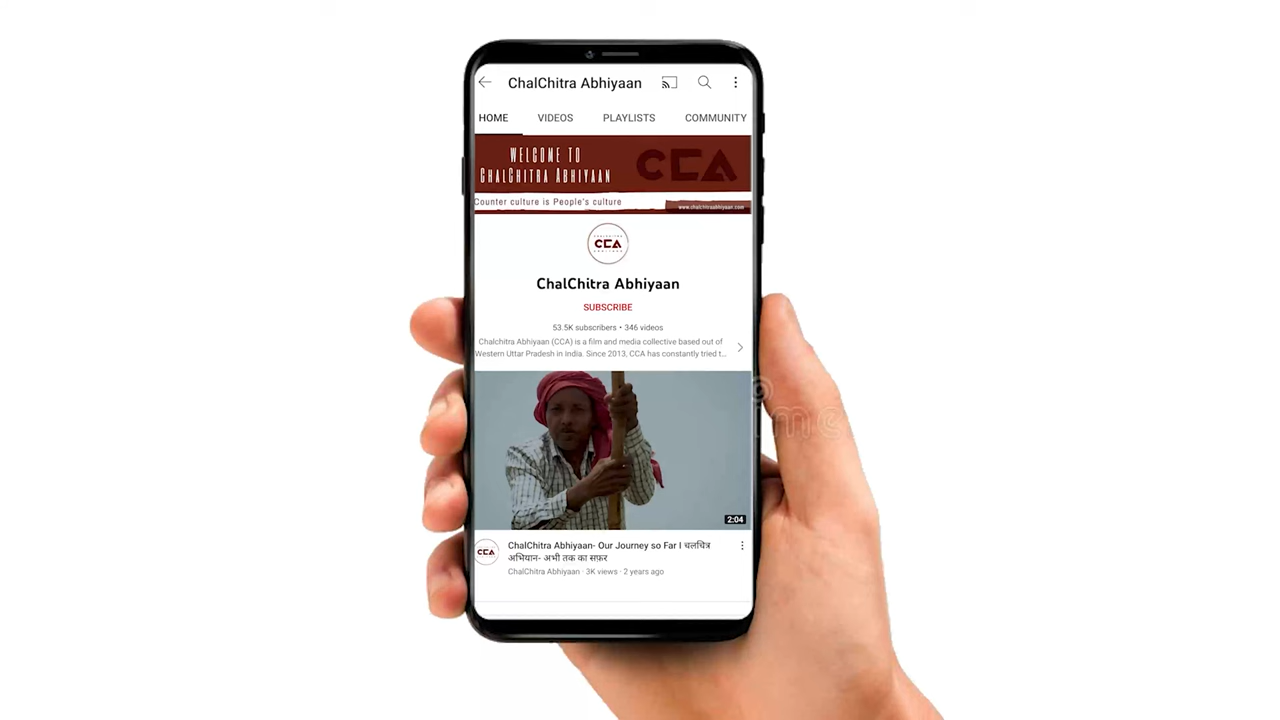 ChalChitra Abhiyaan
HOME VIDEOS PLAYLISTS COMMUNITY
WELCOME TO
CHALCHITRA ABHIYAAN
CCA
Counter culture is People's culture
www.chalchitraabhiyaan.com
CCA
ChalChitra Abhiyaan
SUBSCRIBE
53.5K subscribers • 346 videos
Chalchitra Abhiyaan (CCA) is a film and media collective based out of
Western Uttar Pradesh in India. Since 2013, CCA has constantly tried t...
2:04
CCA
ChalChitra Abhiyaan- Our Journey so Far I चलचित्र
अभियान- अभी तक का सफ़र
ChalChitra Abhiyaan · 3K views · 2 years ago